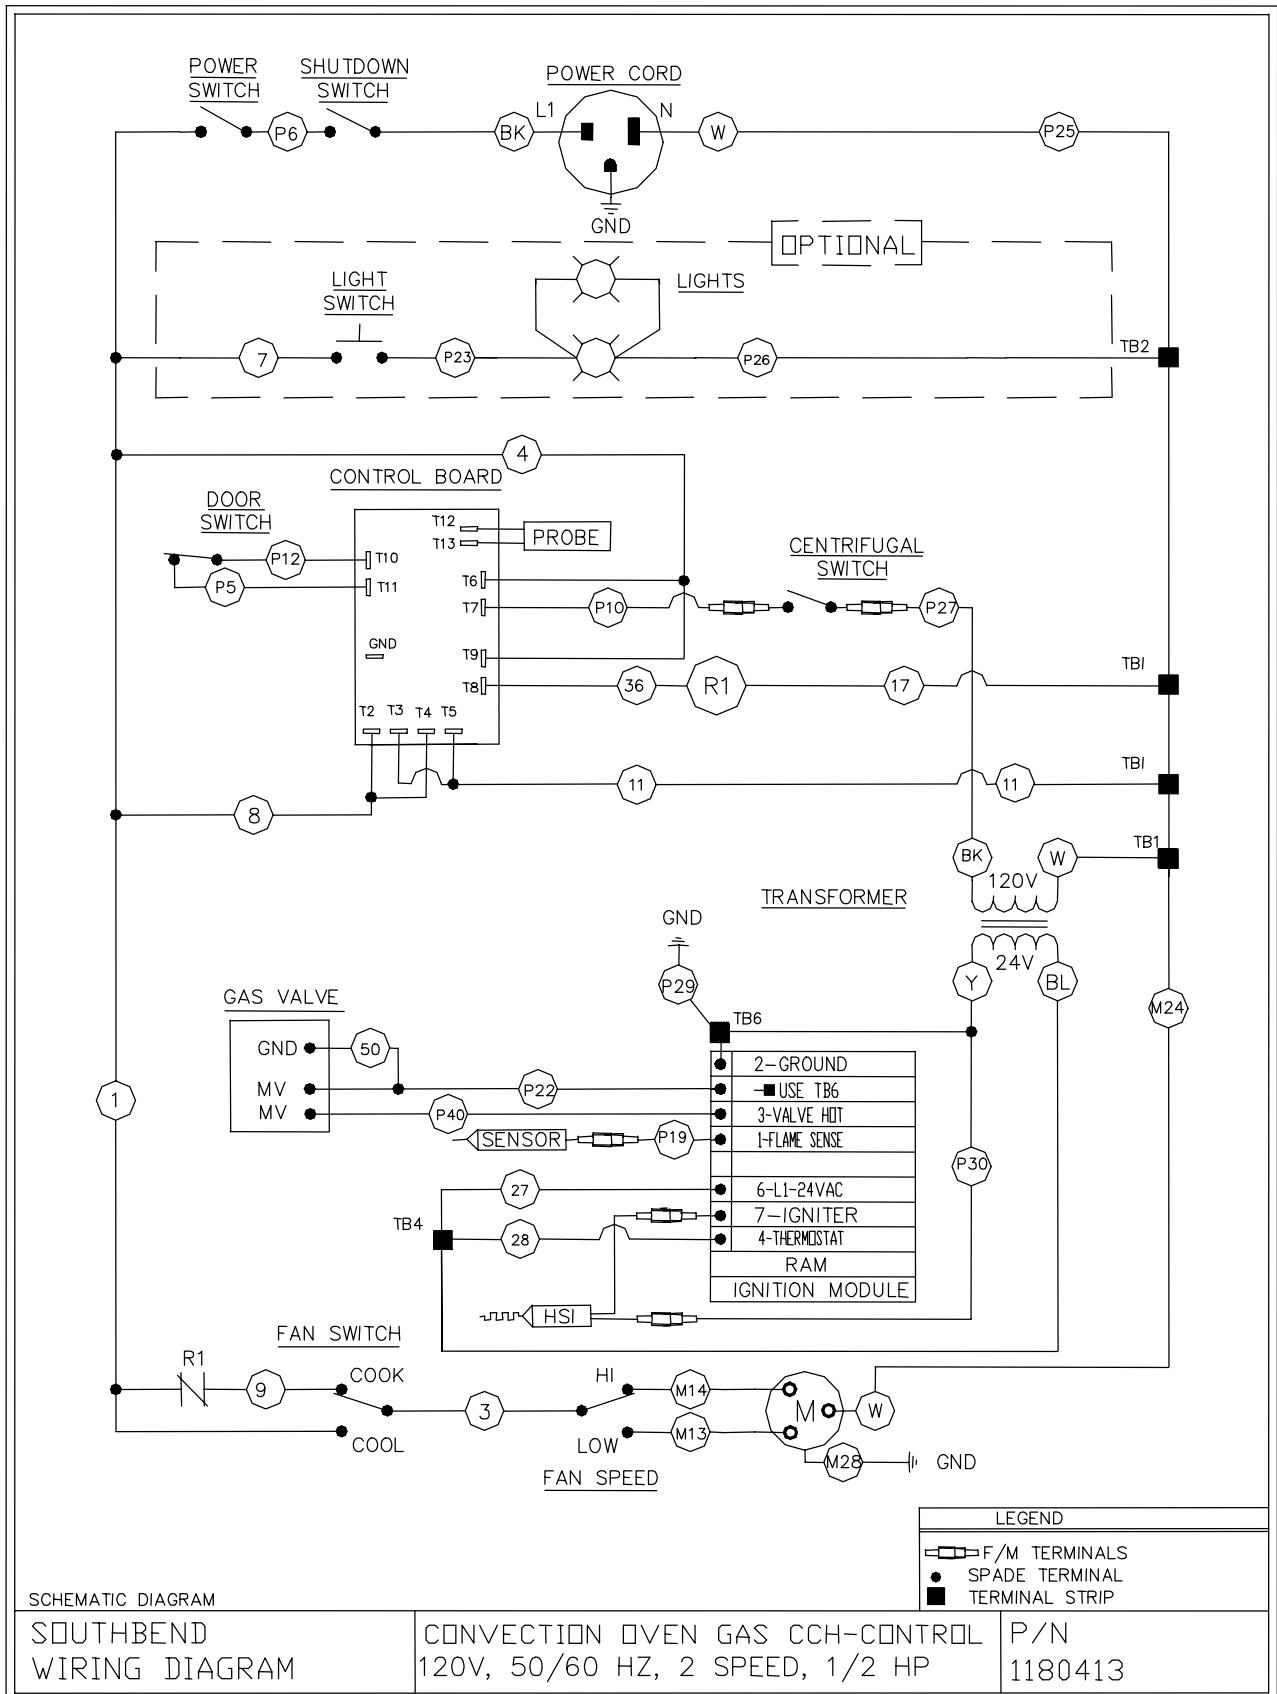 POWER SWITCH
SHUTDOWN SWITCH
POWER CORD
P6
BK
L1
N
W
P25
GND
OPTIONAL
LIGHT SWITCH
LIGHTS
7
P23
P26
TB2
4
CONTROL BOARD
DOOR SWITCH
P12
P5
T10
T11
T12
T13
PROBE
T6
T7
P10
CENTRIFUGAL SWITCH
P27
GND
T9
T8
36
R1
17
TBI
T2
T3
T4
T5
11
11
TBI
8
BK
W
TB1
120V
TRANSFORMER
24V
Y
BL
GND
P29
TB6
M24
GAS VALVE
GND
50
MV
P22
MV
P40
1
SENSOR
P19
2-GROUND
USE TB6
3-VALVE HOT
1-FLAME SENSE
6-L1-24VAC
7-IGNITER
4-THERMOSTAT
RAM
IGNITION MODULE
P30
27
TB4
28
HSI
FAN SWITCH
R1
9
COOK
COOL
3
HI
LOW
FAN SPEED
M14
M13
M
W
M28
GND
LEGEND
F/M TERMINALS
SPADE TERMINAL
TERMINAL STRIP
SCHEMATIC DIAGRAM
SOUTHBEND
WIRING DIAGRAM
CONVECTION OVEN GAS CCH-CONTROL
120V, 50/60 HZ, 2 SPEED, 1/2 HP
P/N
1180413